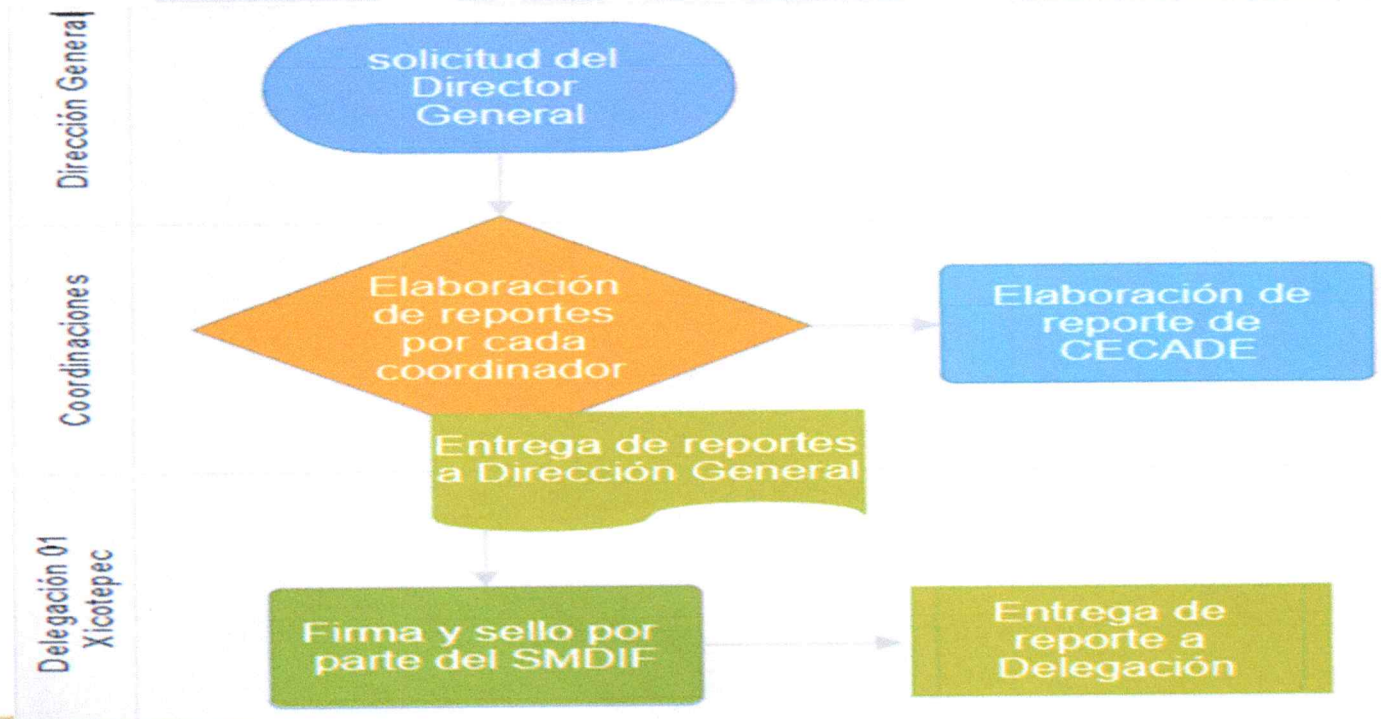 Dirección General
solicitud del
Director
General
Coordinaciones
Elaboración
de reportes
por cada
coordinador
Elaboración de
reporte de
CECADE
Entrega de reportes
a Dirección General
Delegación 01
Xicotepec
Firma y sello por
parte del SMDIF
Entrega de
reporte a
Delegación